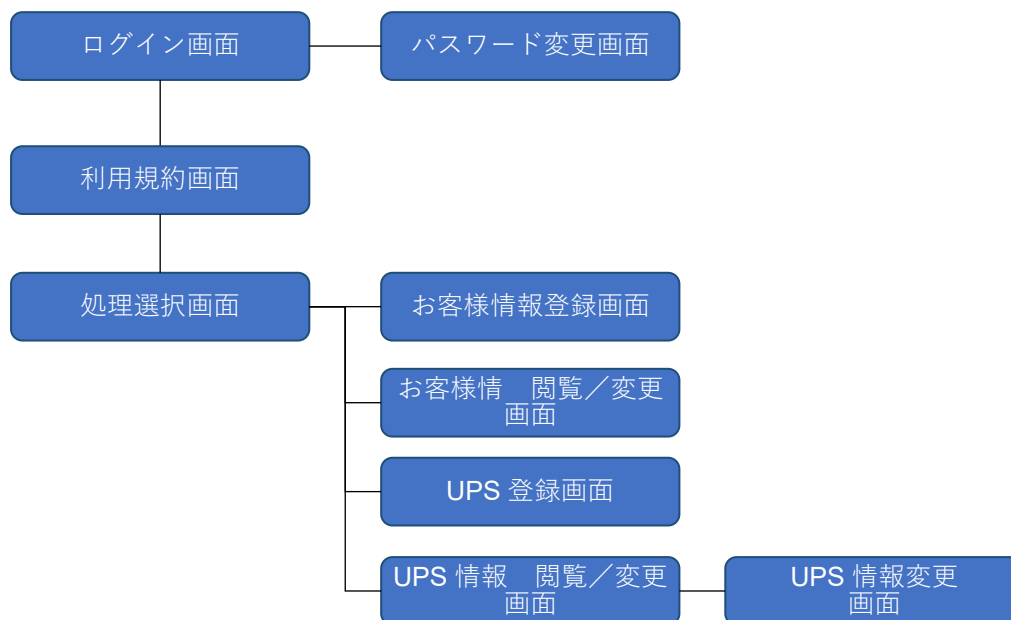 ログイン画面
パスワード変更画面
利用規約画面
処理選択画面
お客様情報登録画面
お客様情　閲覧／変更
画面
UPS 登録画面
UPS 情報　閲覧／変更
画面
UPS 情報変更
画面